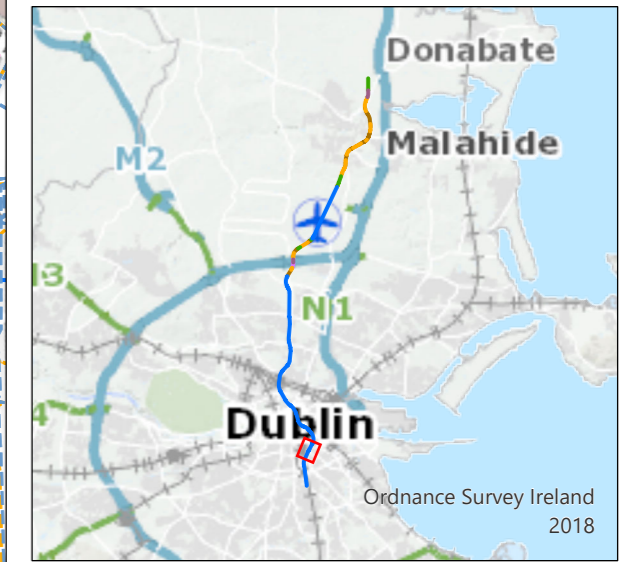 Donabate
Malahide
M2
N1
Dublin
Ordnance Survey Ireland
2018